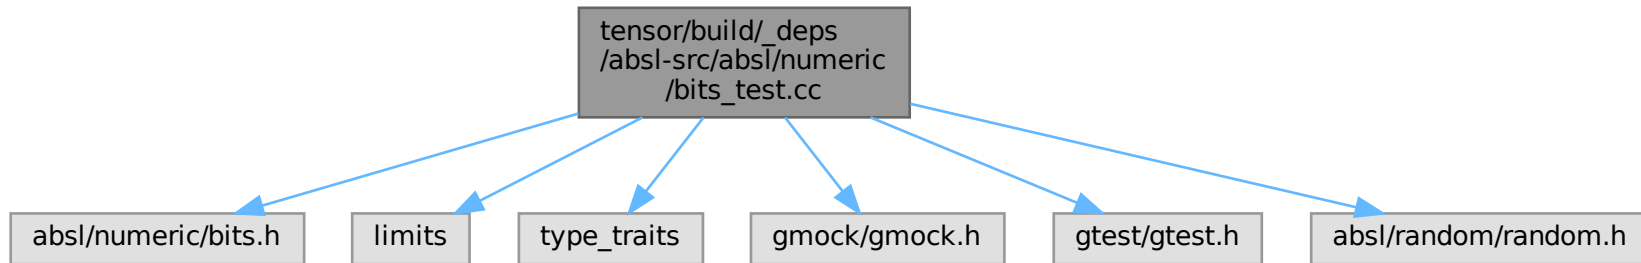 tensor/build/_deps
/absl-src/absl/numeric
/bits_test.cc
absl/numeric/bits.h
limits
type_traits
gmock/gmock.h
gtest/gtest.h
absl/random/random.h